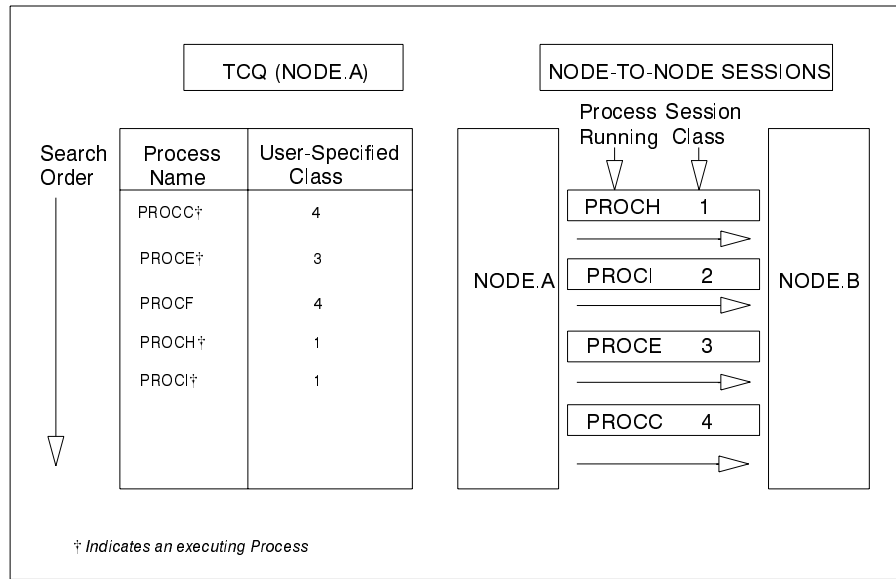 TCQ (NODE.A)
NODE-TO-NODE SESSIONS
Search
Order
Process
Name
User-Specified
Class
PROCC† 4
PROCE† 3
PROCF 4
PROCH† 1
PROCI† 1
Process Session
Running Class
NODE.A
PROCH 1
PROCI 2
PROCE 3
PROCC 4
NODE.B
† Indicates an executing Process